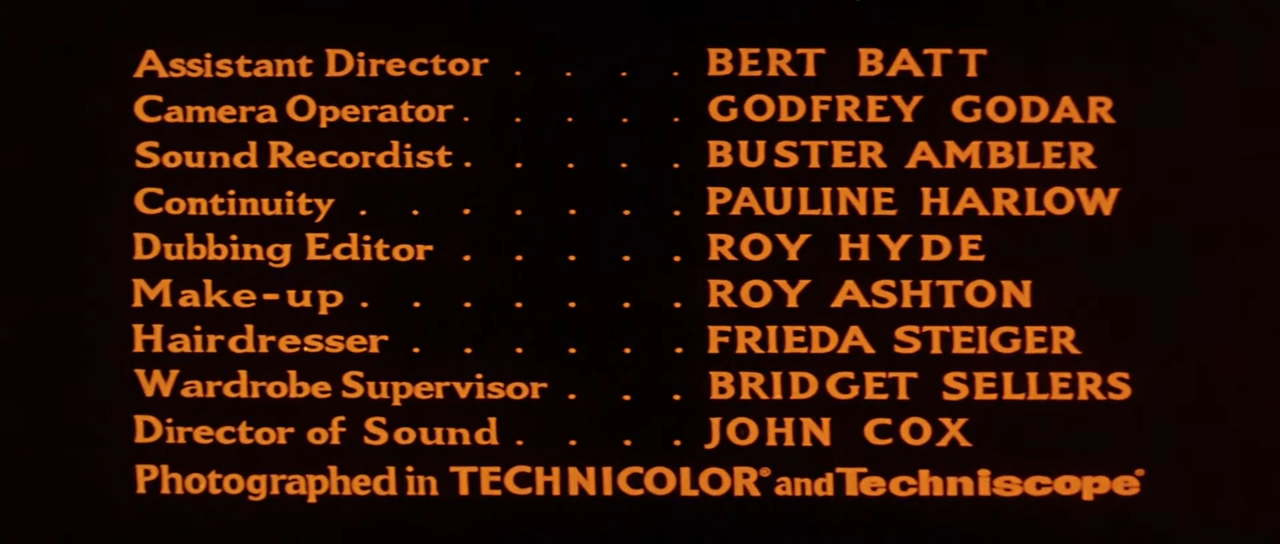 Assistant Director . . . . BERT BATT
Camera Operator . . . . . GODFREY GODAR
Sound Recordist . . . . . BUSTER AMBLER
Continuity . . . . . . . PAULINE HARLOW
Dubbing Editor . . . . . ROY HYDE
Make-up . . . . . . . ROY ASHTON
Hairdresser . . . . . . FRIEDA STEIGER
Wardrobe Supervisor . . . BRIDGET SELLERS
Director of Sound . . . . JOHN COX
Photographed in TECHNICOLOR® and Techniscope®